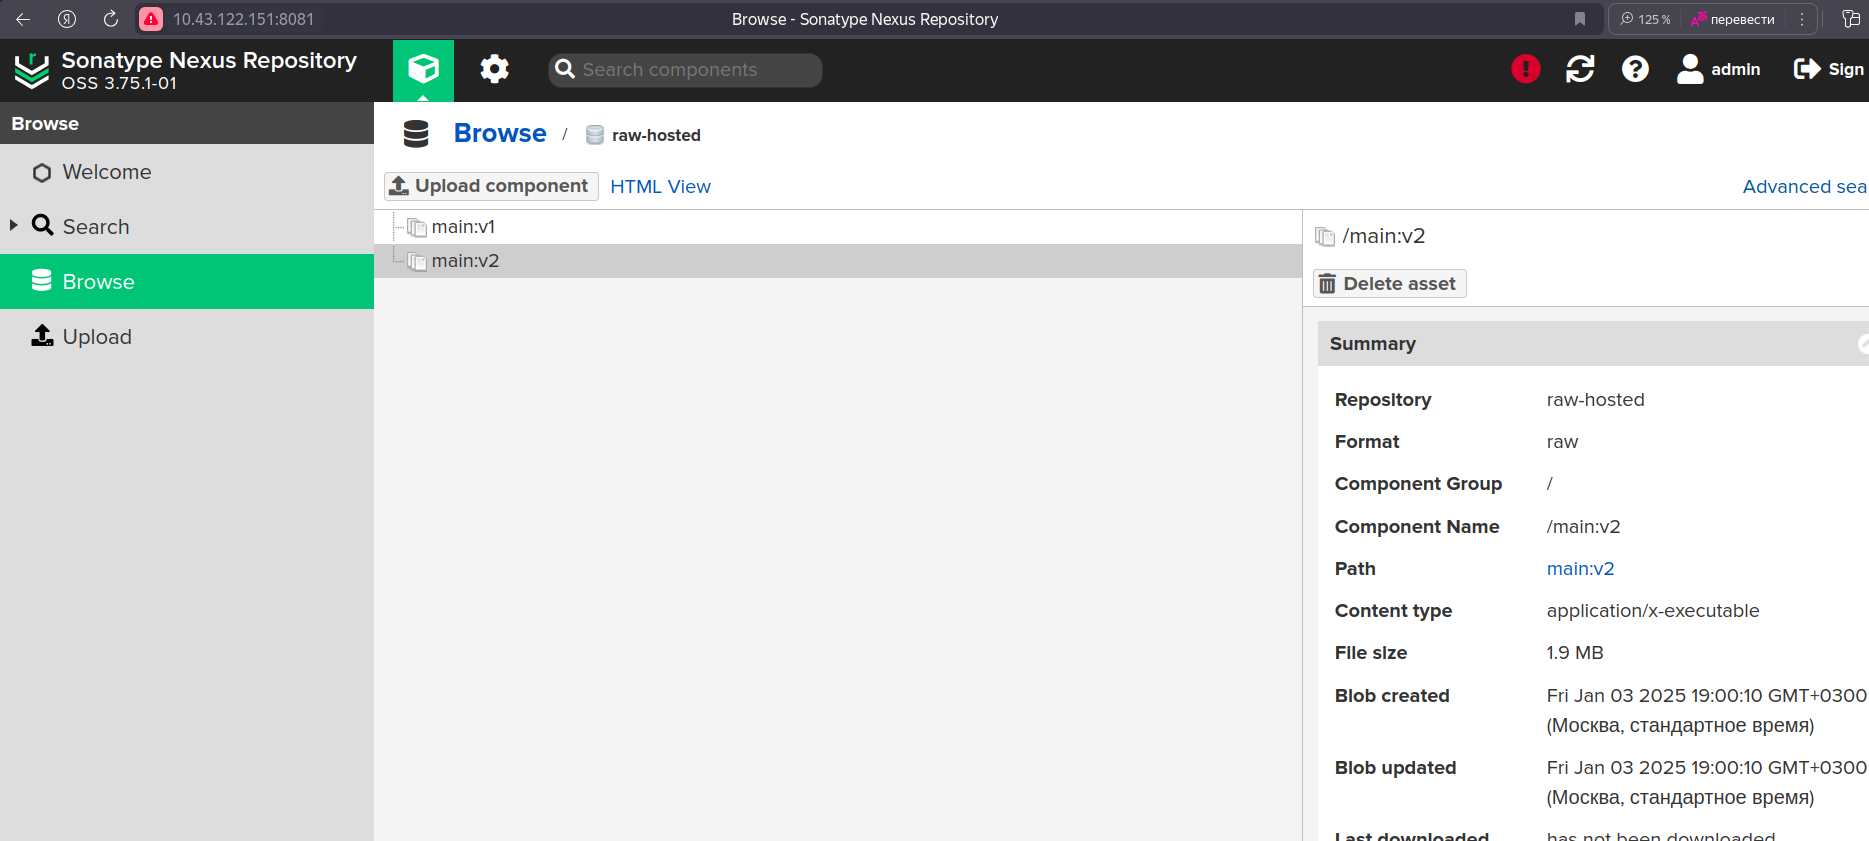 10.43.122.151:8081
Browse - Sonatype Nexus Repository
125 %
перевести
Sonatype Nexus Repository
OSS 3.75.1-01
Search components
admin
Sign
Browse
Welcome
Search
Browse
Upload
Browse / raw-hosted
Upload component
HTML View
Advanced sea
main:v1
main:v2
/main:v2
Delete asset
Summary
Repository raw-hosted
Format raw
Component Group /
Component Name /main:v2
Path main:v2
Content type application/x-executable
File size 1.9 MB
Blob created Fri Jan 03 2025 19:00:10 GMT+0300
(Москва, стандартное время)
Blob updated Fri Jan 03 2025 19:00:10 GMT+0300
(Москва, стандартное время)
Last downloaded has not been downloaded